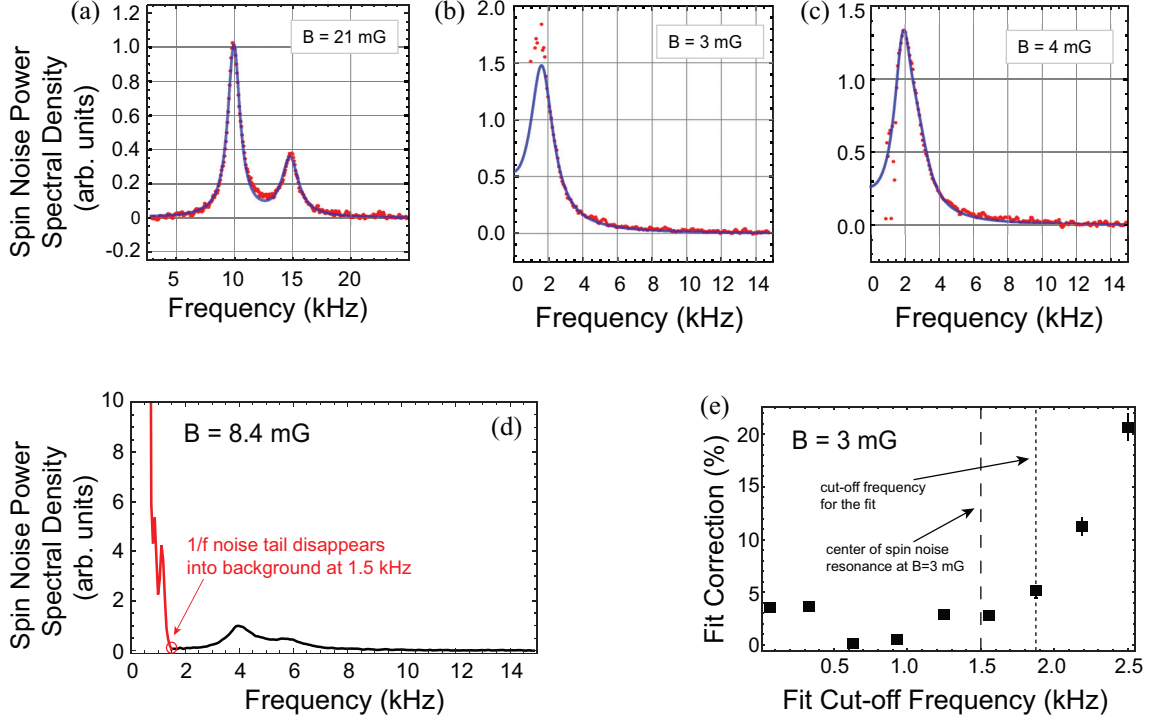 (a)
B = 21 mG
Spin Noise Power
Spectral Density
(arb. units)
1.0
0.8
0.6
0.4
0.2
0
-0.2
5
10
15
20
Frequency (kHz)
(b)
B = 3 mG
2.0
1.5
1.0
0.5
0.0
0
2
4
6
8
10
12
14
Frequency (kHz)
(c)
B = 4 mG
1.5
1.0
0.5
0.0
0
2
4
6
8
10
12
14
Frequency (kHz)
(d)
B = 8.4 mG
Spin Noise Power
Spectral Density
(arb. units)
10
8
6
4
2
0
1/f noise tail disappears
into background at 1.5 kHz
0
2
4
6
8
10
12
14
Frequency (kHz)
(e)
B = 3 mG
Fit Correction (%)
20
15
10
5
0
cut-off frequency
for the fit
center of spin noise
resonance at B=3 mG
0.5
1.0
1.5
2.0
2.5
Fit Cut-off Frequency (kHz)